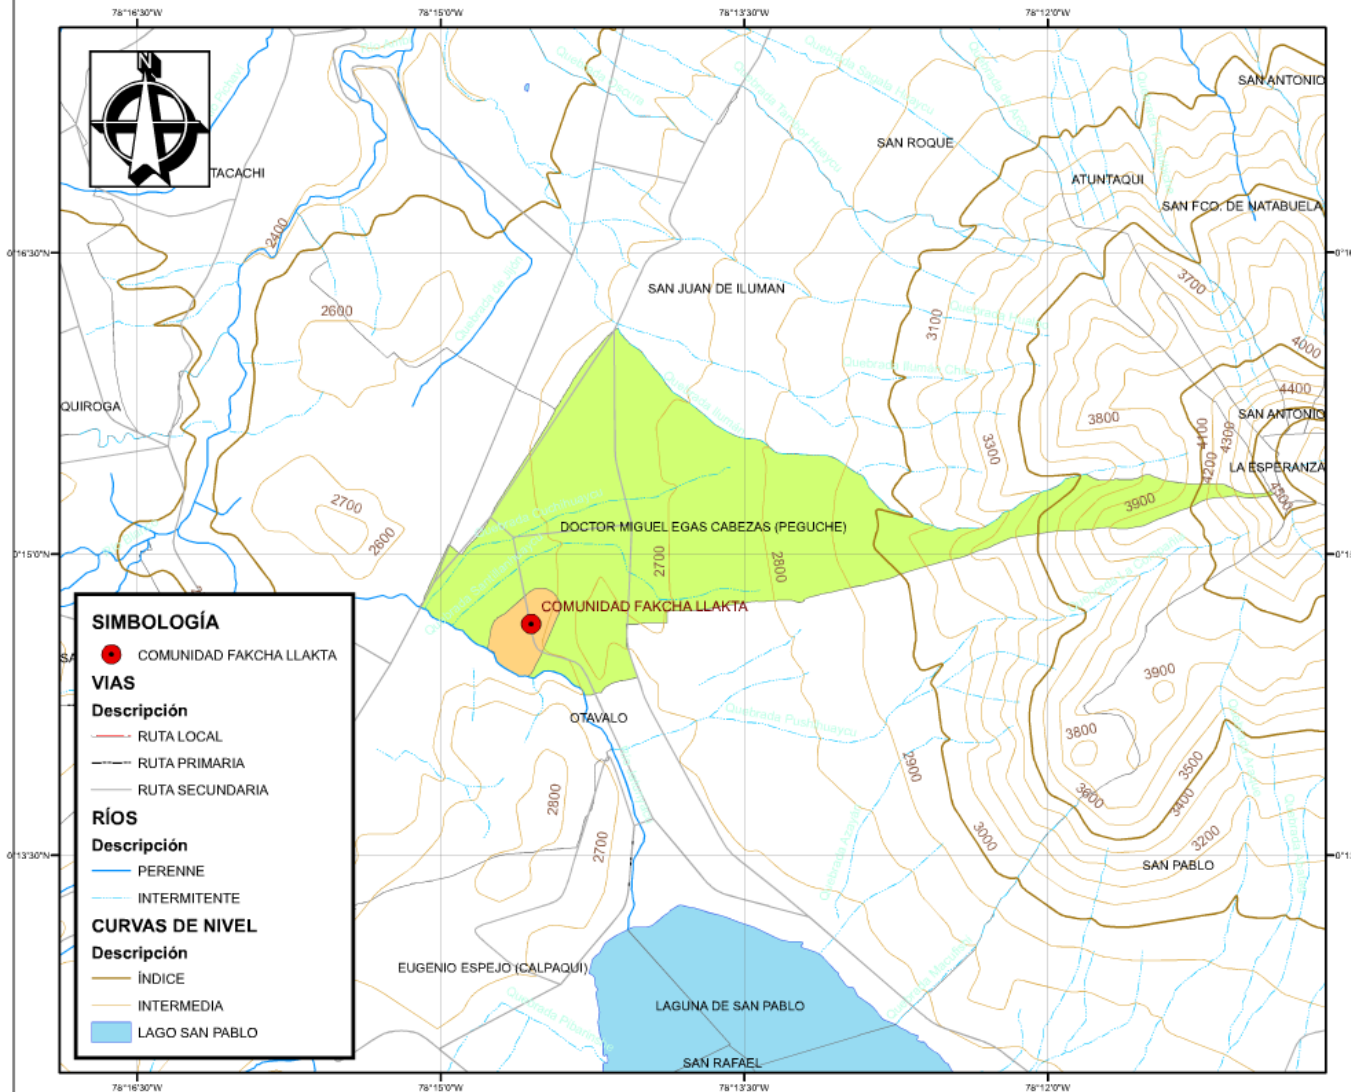 78°16'30"W
78°15'0"W
78°13'30"W
78°12'0"W
N
SAN ANTONIO
SAN ROQUE
TACACHI
ATUNTAQUI
SAN FCO. DE NATABUELA
2400
0°16'30"N
3700
SAN JUAN DE ILUMAN
2600
3100
4000
4400
QUIROGA
3800
SAN ANTONIO
4100
4300
3300
4200
LA ESPERANZA
2700
3900
DOCTOR MIGUEL EGAS CABEZAS (PEGUCHE)
2600
0°15'0"N
2700
2800
COMUNIDAD FAKCHA LLAKTA
SIMBOLOGÍA
COMUNIDAD FAKCHA LLAKTA
VIAS
Descripción
RUTA LOCAL
RUTA PRIMARIA
RUTA SECUNDARIA
RÍOS
Descripción
PERENNE
INTERMITENTE
CURVAS DE NIVEL
Descripción
ÍNDICE
INTERMEDIA
LAGO SAN PABLO
3900
OTAVALO
3800
2900
3500
2800
3600
3400
2700
3000
3200
0°13'30"N
SAN PABLO
EUGENIO ESPEJO (CALPAQUI)
LAGUNA DE SAN PABLO
SAN RAFAEL
78°16'30"W
78°15'0"W
78°13'30"W
78°12'0"W